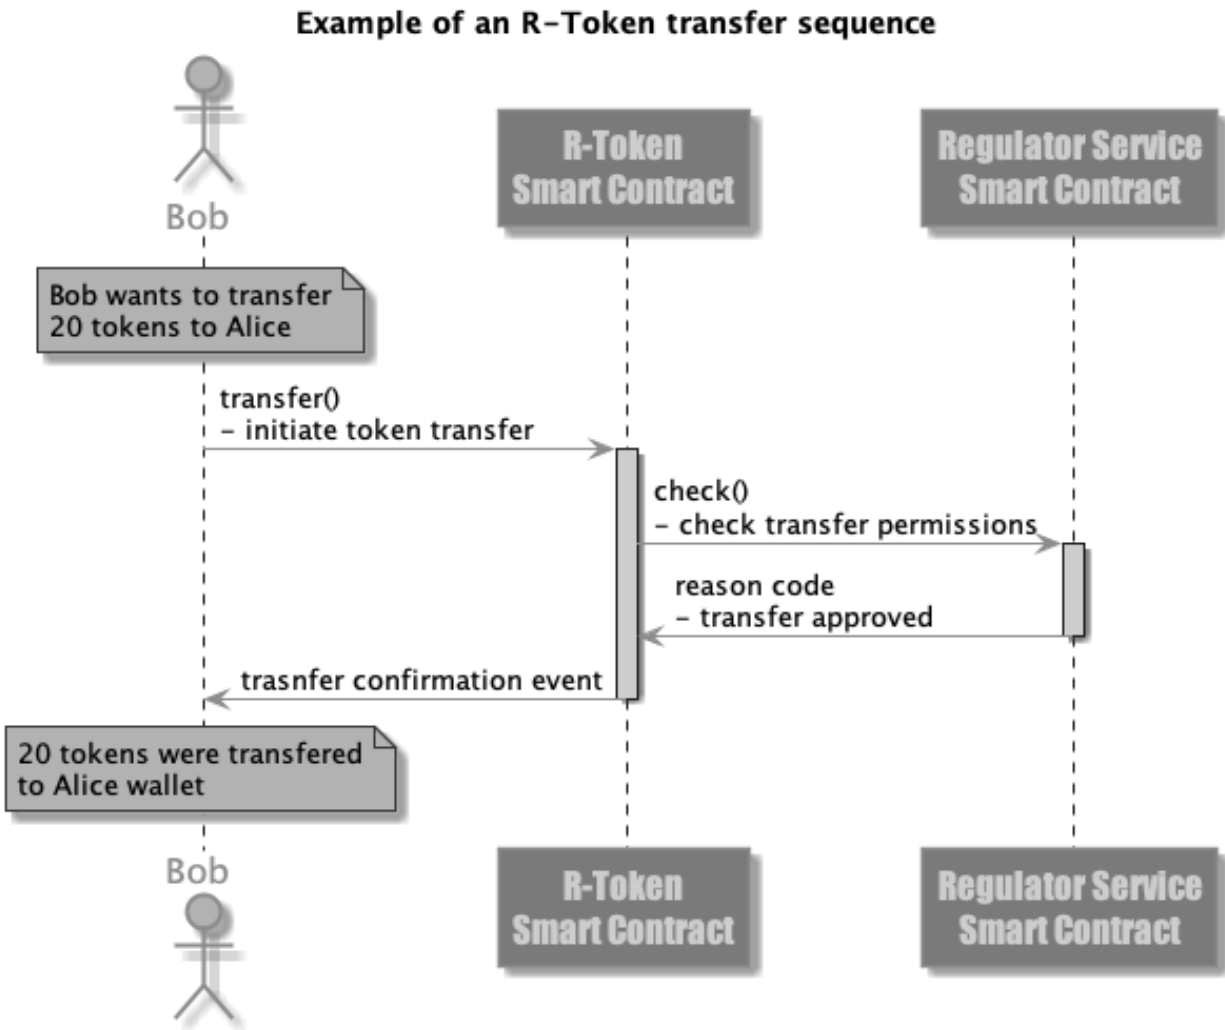 Example of an R-Token transfer sequence
Bob
R-Token
Smart Contract
Regulator Service
Smart Contract
Bob wants to transfer
20 tokens to Alice
transfer()
- initiate token transfer
check()
- check transfer permissions
reason code
- transfer approved
trasnfer confirmation event
20 tokens were transfered
to Alice wallet
Bob
R-Token
Smart Contract
Regulator Service
Smart Contract